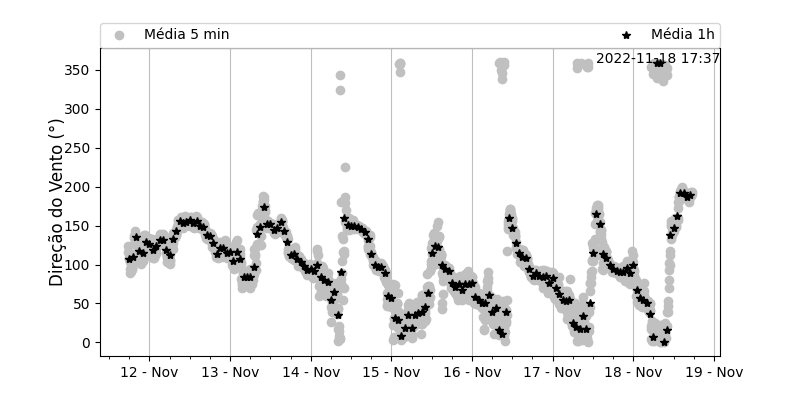 Média 5 min
Média 1h
2022-11-18 17:37
Direção do Vento (°)
350
300
250
200
150
100
50
0
12 - Nov
13 - Nov
14 - Nov
15 - Nov
16 - Nov
17 - Nov
18 - Nov
19 - Nov